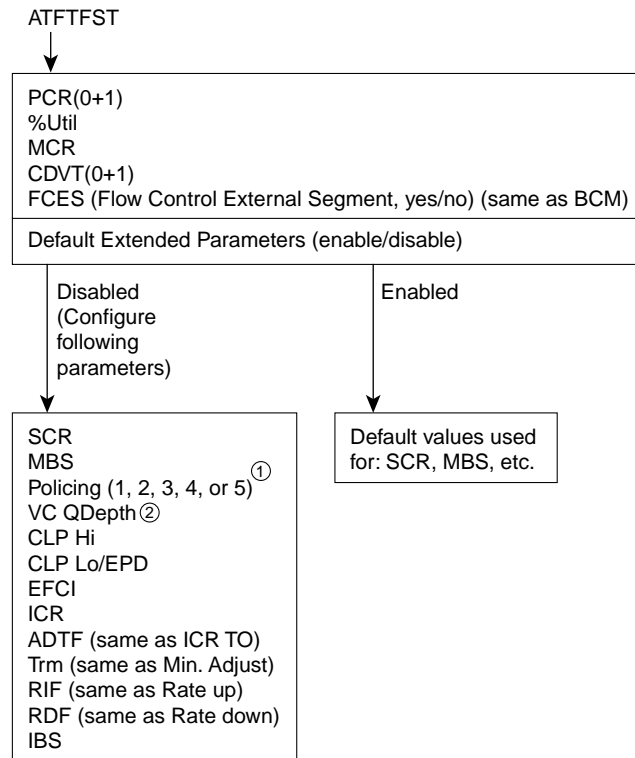 ATFTFST
PCR(0+1)
%Util
MCR
CDVT(0+1)
FCES (Flow Control External Segment, yes/no) (same as BCM)
Default Extended Parameters (enable/disable)
Disabled
(Configure
following
parameters)
Enabled
SCR
MBS
Policing (1, 2, 3, 4, or 5) ①
VC QDepth ②
CLP Hi
CLP Lo/EPD
EFCI
ICR
ADTF (same as ICR TO)
Trm (same as Min. Adjust)
RIF (same as Rate up)
RDF (same as Rate down)
IBS
Default values used
for: SCR, MBS, etc.